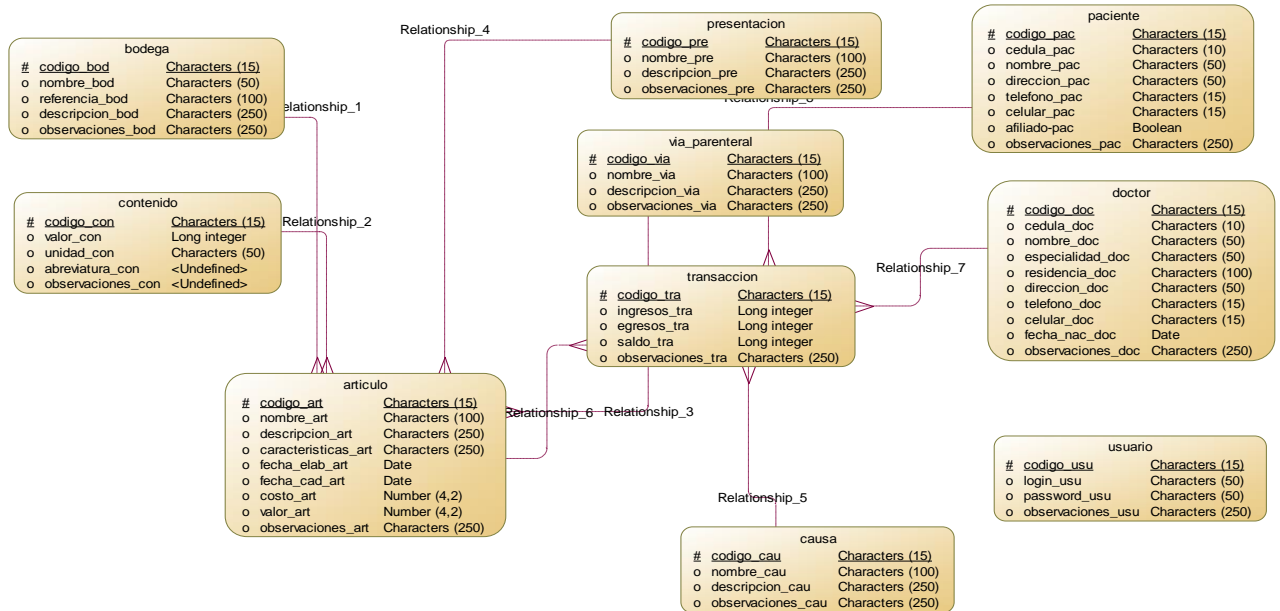 bodega
# codigo_bod Characters (15)
o nombre_bod Characters (50)
o referencia_bod Characters (100)
o descripcion_bod Characters (250)
o observaciones_bod Characters (250)
elationship_1
contenido
# codigo_con Characters (15)
o valor_con Long integer
o unidad_con Characters (50)
o abreviatura_con <Undefined>
o observaciones_con <Undefined>
Relationship_2
Relationship_4
presentacion
# codigo_pre Characters (15)
o nombre_pre Characters (100)
o descripcion_pre Characters (250)
o observaciones_pre Characters (250)
via_parenteral
# codigo_via Characters (15)
o nombre_via Characters (100)
o descripcion_via Characters (250)
o observaciones_via Characters (250)
paciente
# codigo_pac Characters (15)
o cedula_pac Characters (10)
o nombre_pac Characters (50)
o direccion_pac Characters (50)
o telefono_pac Characters (15)
o celular_pac Characters (15)
o afiliado-pac Boolean
o observaciones_pac Characters (250)
doctor
# codigo_doc Characters (15)
o cedula_doc Characters (10)
o nombre_doc Characters (50)
o especialidad_doc Characters (50)
o residencia_doc Characters (100)
o direccion_doc Characters (50)
o telefono_doc Characters (15)
o celular_doc Characters (15)
o fecha_nac_doc Date
o observaciones_doc Characters (250)
Relationship_7
transaccion
# codigo_tra Characters (15)
o ingresos_tra Long integer
o egresos_tra Long integer
o saldo_tra Long integer
o observaciones_tra Characters (250)
articulo
# codigo_art Characters (15)
o nombre_art Characters (100)
o descripcion_art Characters (250)
o caracteristicas_art Characters (250)
o fecha_elab_art Date
o fecha_cad_art Date
o costo_art Number (4,2)
o valor_art Number (4,2)
o observaciones_art Characters (250)
Relationship_6
Relationship_3
Relationship_5
causa
# codigo_cau Characters (15)
o nombre_cau Characters (100)
o descripcion_cau Characters (250)
o observaciones_cau Characters (250)
usuario
# codigo_usu Characters (15)
o login_usu Characters (50)
o password_usu Characters (50)
o observaciones_usu Characters (250)